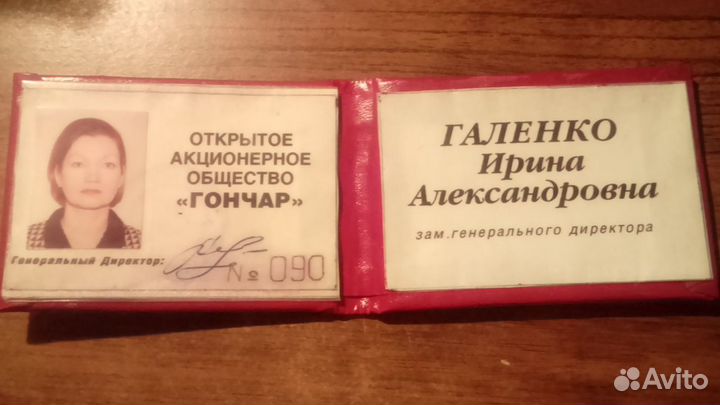 ОТКРЫТОЕ
АКЦИОНЕРНОЕ
ОБЩЕСТВО
«ГОНЧАР»
Генеральный Директор:
№ 090
ГАЛЕНКО
Ирина
Александровна
зам.генерального директора
Avito